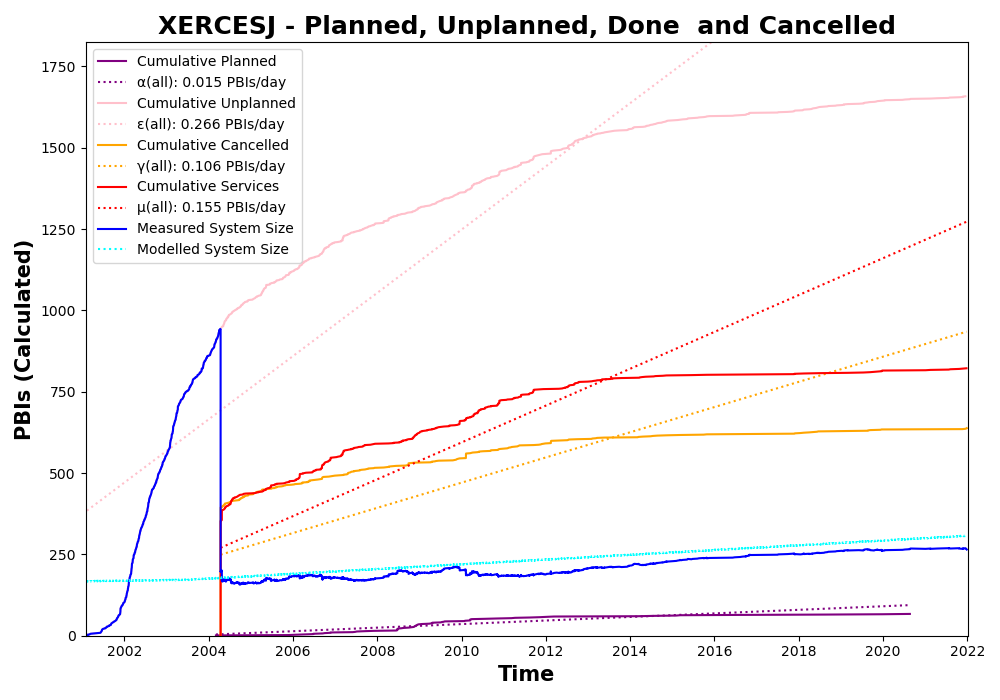 XERCESJ - Planned, Unplanned, Done  and Cancelled
PBIs (Calculated)
1750
1500
1250
1000
750
500
250
0
Cumulative Planned
α(all): 0.015 PBIs/day
Cumulative Unplanned
ε(all): 0.266 PBIs/day
Cumulative Cancelled
γ(all): 0.106 PBIs/day
Cumulative Services
μ(all): 0.155 PBIs/day
Measured System Size
Modelled System Size
2002 2004 2006 2008 2010 2012 2014 2016 2018 2020 2022
Time